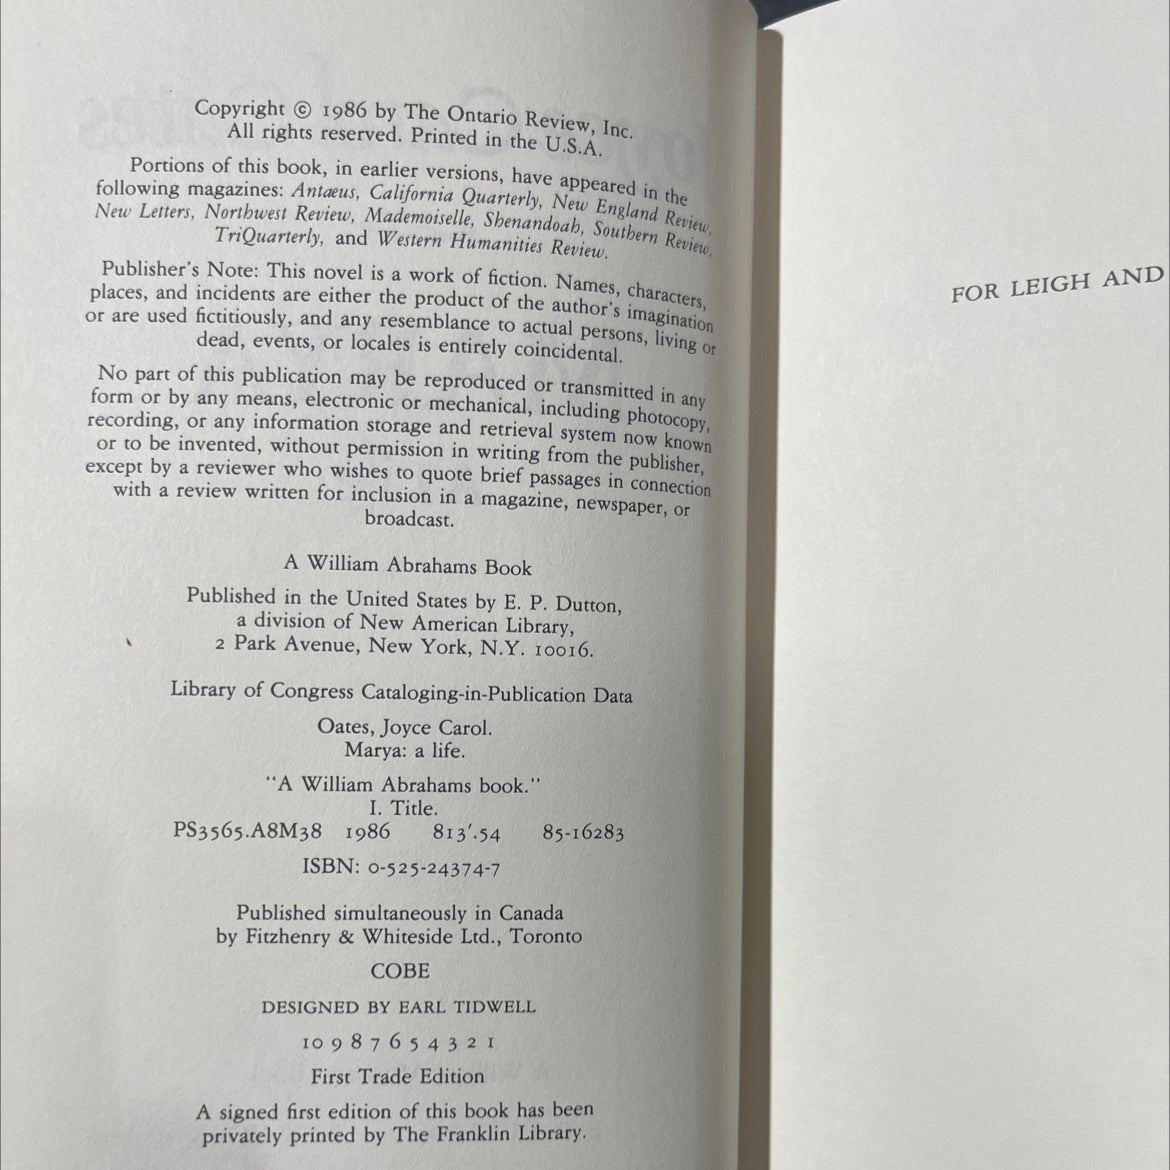 Copyright © 1986 by The Ontario Review, Inc.
All rights reserved. Printed in the U.S.A.
Portions of this book, in earlier versions, have appeared in the
following magazines: Antaeus, California Quarterly, New England Review,
New Letters, Northwest Review, Mademoiselle, Shenandoah, Southern Review,
TriQuarterly, and Western Humanities Review.
Publisher's Note: This novel is a work of fiction. Names, characters,
places, and incidents are either the product of the author's imagination
or are used fictitiously, and any resemblance to actual persons, living or
dead, events, or locales is entirely coincidental.
No part of this publication may be reproduced or transmitted in any
form or by any means, electronic or mechanical, including photocopy,
recording, or any information storage and retrieval system now known
or to be invented, without permission in writing from the publisher,
except by a reviewer who wishes to quote brief passages in connection
with a review written for inclusion in a magazine, newspaper, or
broadcast.
A William Abrahams Book
Published in the United States by E. P. Dutton,
a division of New American Library,
2 Park Avenue, New York, N.Y. 10016.
Library of Congress Cataloging-in-Publication Data
Oates, Joyce Carol.
Marya: a life.
"A William Abrahams book."
I. Title.
PS3565.A8M38 1986 813'.54 85-16283
ISBN: 0-525-24374-7
Published simultaneously in Canada
by Fitzhenry & Whiteside Ltd., Toronto
COBE
DESIGNED BY EARL TIDWELL
10 9 8 7 6 5 4 3 2 1
First Trade Edition
A signed first edition of this book has been
privately printed by The Franklin Library.
FOR LEIGH AND